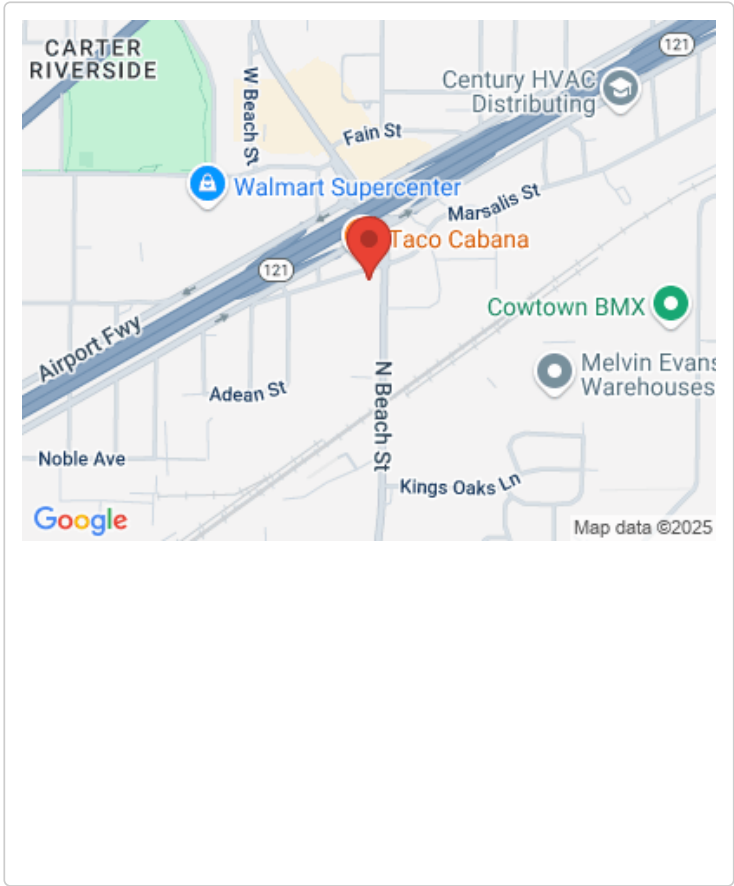 CARTER
RIVERSIDE
121
W Beach St
Century HVAC
Distributing
Fain St
Walmart Supercenter
Marsalis St
Taco Cabana
121
Cowtown BMX
Airport Fwy
Melvin Evans
Warehouses
N Beach St
Adean St
Noble Ave
Kings Oaks Ln
Google
Map data ©2025